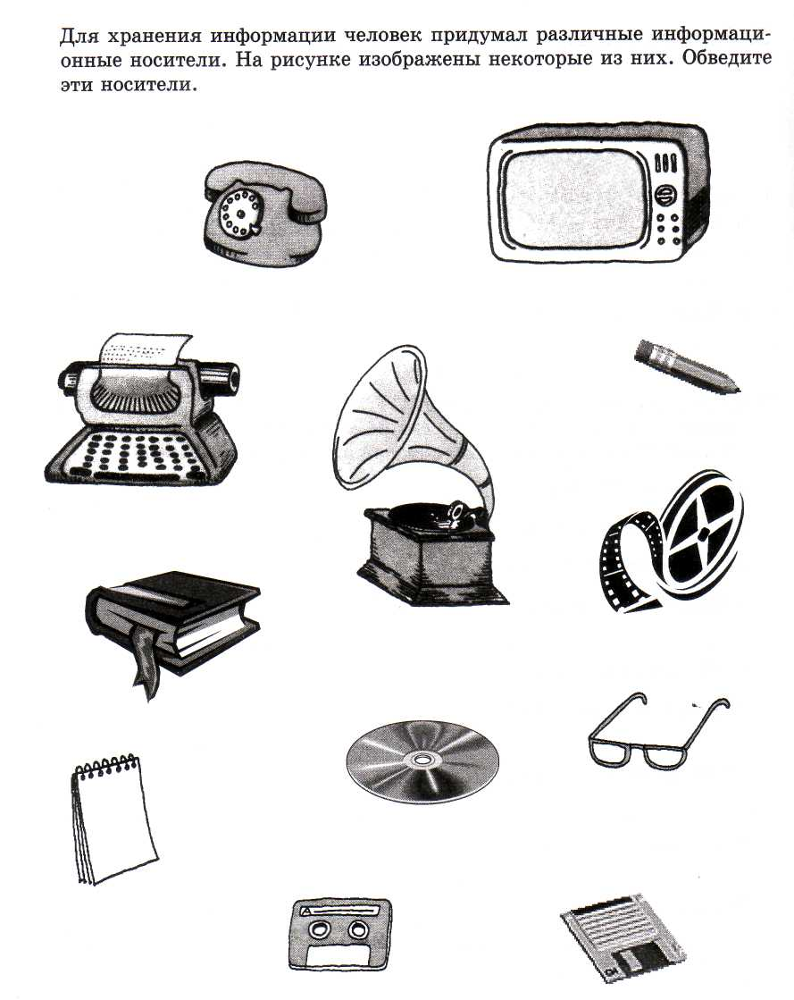 Для хранения информации человек придумал различные информаци-
онные носители. На рисунке изображены некоторые из них. Обведите
эти носители.